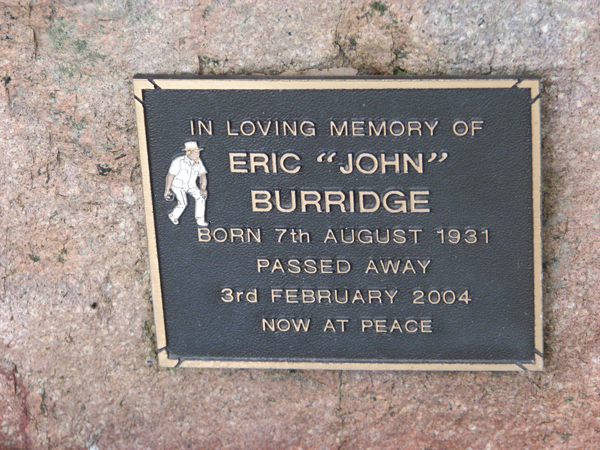 IN LOVING MEMORY OF
ERIC “JOHN”
BURRIDGE
BORN 7th AUGUST 1931
PASSED AWAY
3rd FEBRUARY 2004
NOW AT PEACE